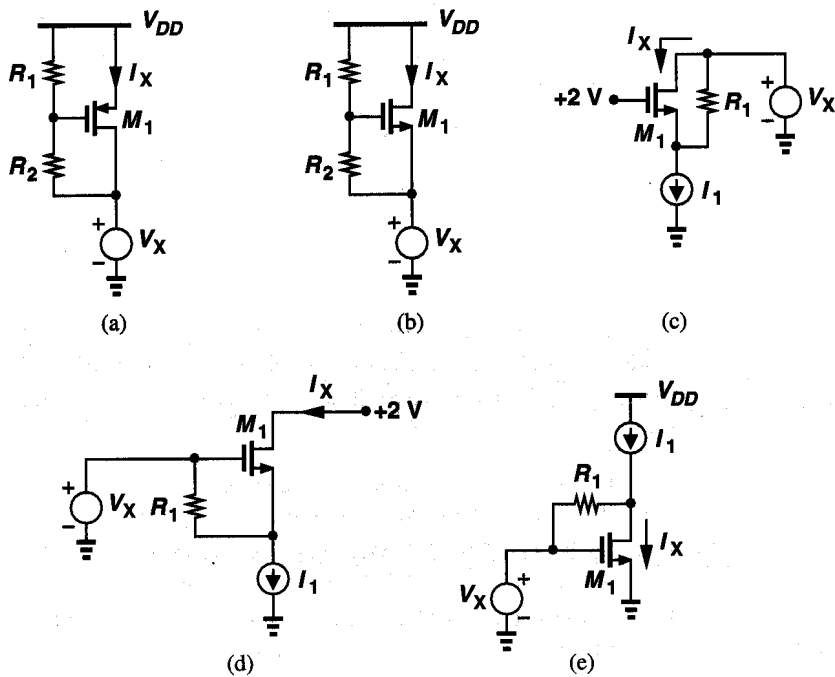 V_DD
R_1
I_X
M_1
R_2
+
−
V_X
(a)
V_DD
R_1
I_X
M_1
R_2
+
−
V_X
(b)
I_X
+2 V
M_1
R_1
+
−
V_X
I_1
(c)
I_X
+2 V
M_1
+
−
V_X
R_1
I_1
(d)
V_DD
I_1
R_1
I_X
M_1
V_X
+
−
(e)